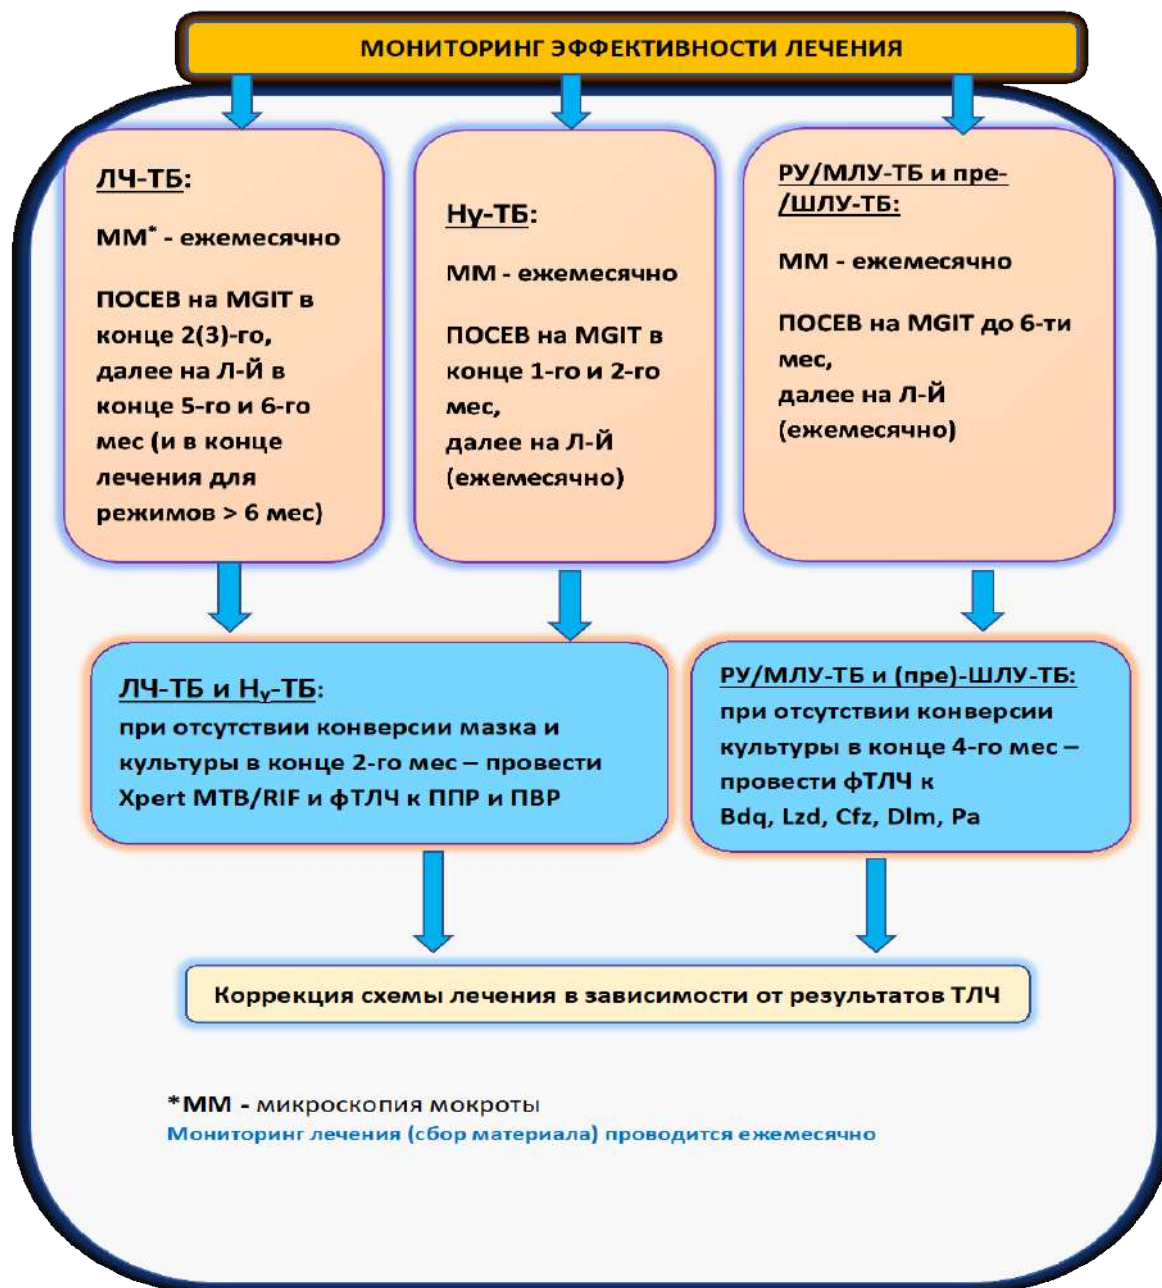 МОНИТОРИНГ ЭФФЕКТИВНОСТИ ЛЕЧЕНИЯ
ЛЧ-ТБ:
ММ* - ежемесячно
ПОСЕВ на MGIT в
конце 2(3)-го,
далее на Л-Й в
конце 5-го и 6-го
мес (и в конце
лечения для
режимов > 6 мес)
Ну-ТБ:
ММ - ежемесячно
ПОСЕВ на MGIT в
конце 1-го и 2-го
мес,
далее на Л-Й
(ежемесячно)
РУ/МЛУ-ТБ и пре-
/ШЛУ-ТБ:
ММ - ежемесячно
ПОСЕВ на MGIT до 6-ти
мес,
далее на Л-Й
(ежемесячно)
ЛЧ-ТБ и Ну-ТБ:
при отсутствии конверсии мазка и
культуры в конце 2-го мес – провести
Xpert MTB/RIF и фТЛЧ к ППР и ПВР
РУ/МЛУ-ТБ и (пре)-ШЛУ-ТБ:
при отсутствии конверсии
культуры в конце 4-го мес –
провести фТЛЧ к
Bdq, Lzd, Cfz, Dlm, Pa
Коррекция схемы лечения в зависимости от результатов ТЛЧ
*ММ - микроскопия мокроты
Мониторинг лечения (сбор материала) проводится ежемесячно